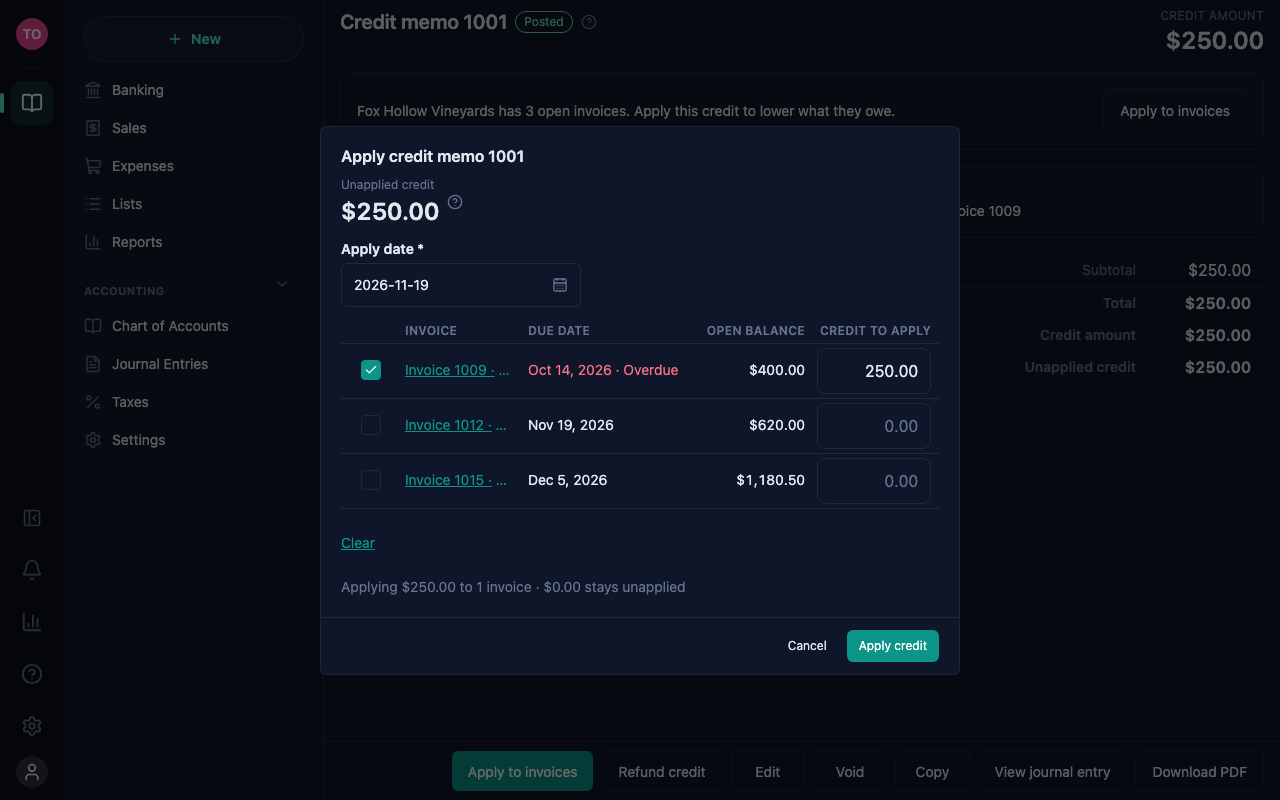 TO
New
Banking
Sales
Expenses
Lists
Reports
ACCOUNTING
Chart of Accounts
Journal Entries
Taxes
Settings
Credit memo 1001 Posted
CREDIT AMOUNT
$250.00
Fox Hollow Vineyards has 3 open invoices. Apply this credit to lower what they owe.
Apply to invoices
oice 1009
Subtotal $250.00
Total $250.00
Credit amount $250.00
Unapplied credit $250.00
Apply credit memo 1001
Unapplied credit
$250.00
Apply date *
2026-11-19
INVOICE DUE DATE OPEN BALANCE CREDIT TO APPLY
Invoice 1009 · ... Oct 14, 2026 · Overdue $400.00 250.00
Invoice 1012 · ... Nov 19, 2026 $620.00 0.00
Invoice 1015 · ... Dec 5, 2026 $1,180.50 0.00
Clear
Applying $250.00 to 1 invoice · $0.00 stays unapplied
Cancel Apply credit
Apply to invoices Refund credit Edit Void Copy View journal entry Download PDF